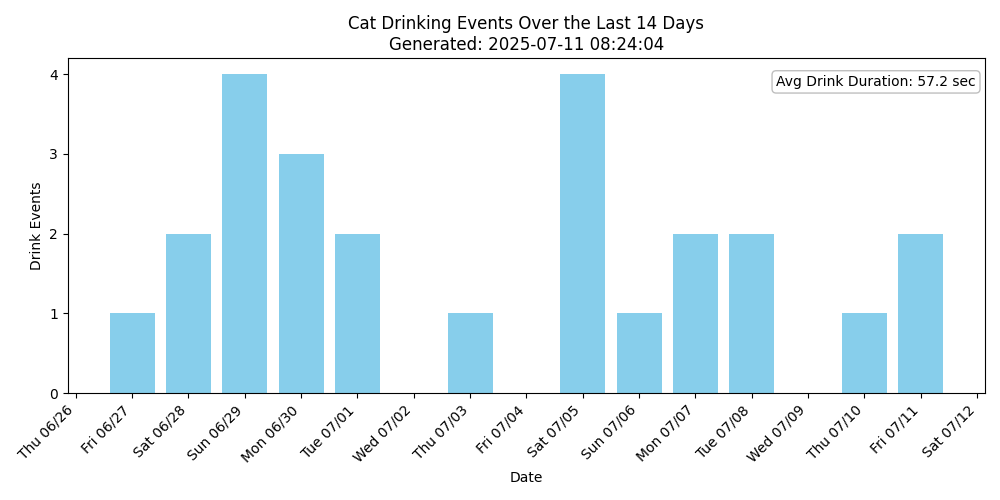 Cat Drinking Events Over the Last 14 Days
Generated: 2025-07-11 08:24:04
Avg Drink Duration: 57.2 sec
Drink Events
4
3
2
1
0
Thu 06/26
Fri 06/27
Sat 06/28
Sun 06/29
Mon 06/30
Tue 07/01
Wed 07/02
Thu 07/03
Fri 07/04
Sat 07/05
Sun 07/06
Mon 07/07
Tue 07/08
Wed 07/09
Thu 07/10
Fri 07/11
Sat 07/12
Date